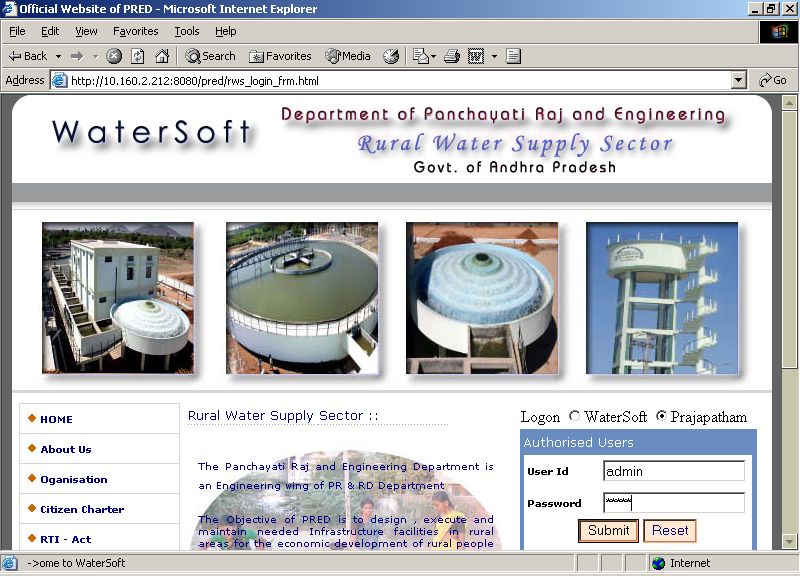 Official Website of PRED - Microsoft Internet Explorer
File Edit View Favorites Tools Help
Back Search Favorites Media
Address http://10.160.2.212:8080/pred/rws_login_frm.html Go
WaterSoft
Department of Panchayati Raj and Engineering
Rural Water Supply Sector
Govt. of Andhra Pradesh
HOME
About Us
Oganisation
Citizen Charter
RTI - Act
Rural Water Supply Sector ::
The Panchayati Raj and Engineering Department is
an Engineering wing of PR & RD Department
The Objective of PRED is to design , execute and
maintain needed Infrastructure facilities in rural
areas for the economic development of rural people
Logon WaterSoft Prajapatham
Authorised Users
User Id admin
Password *****
Submit Reset
->ome to WaterSoft Internet